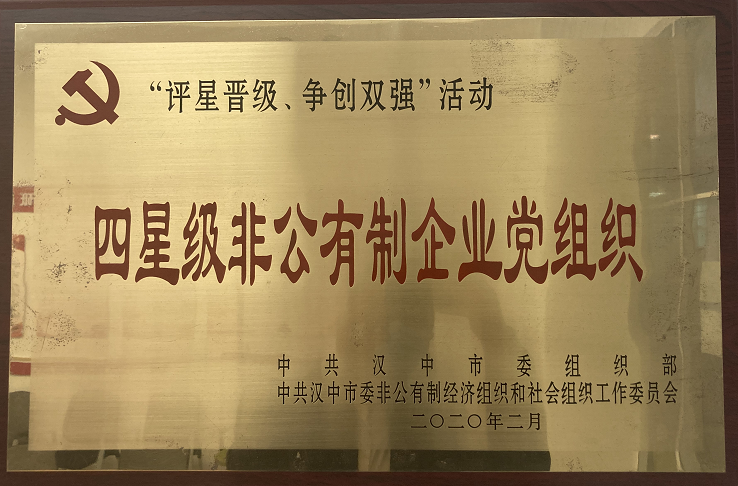 “评星晋级、争创双强”活动
四星级非公有制企业党组织
中共汉中市委组织部
中共汉中市委非公有制经济组织和社会组织工作委员会
二〇二〇年二月